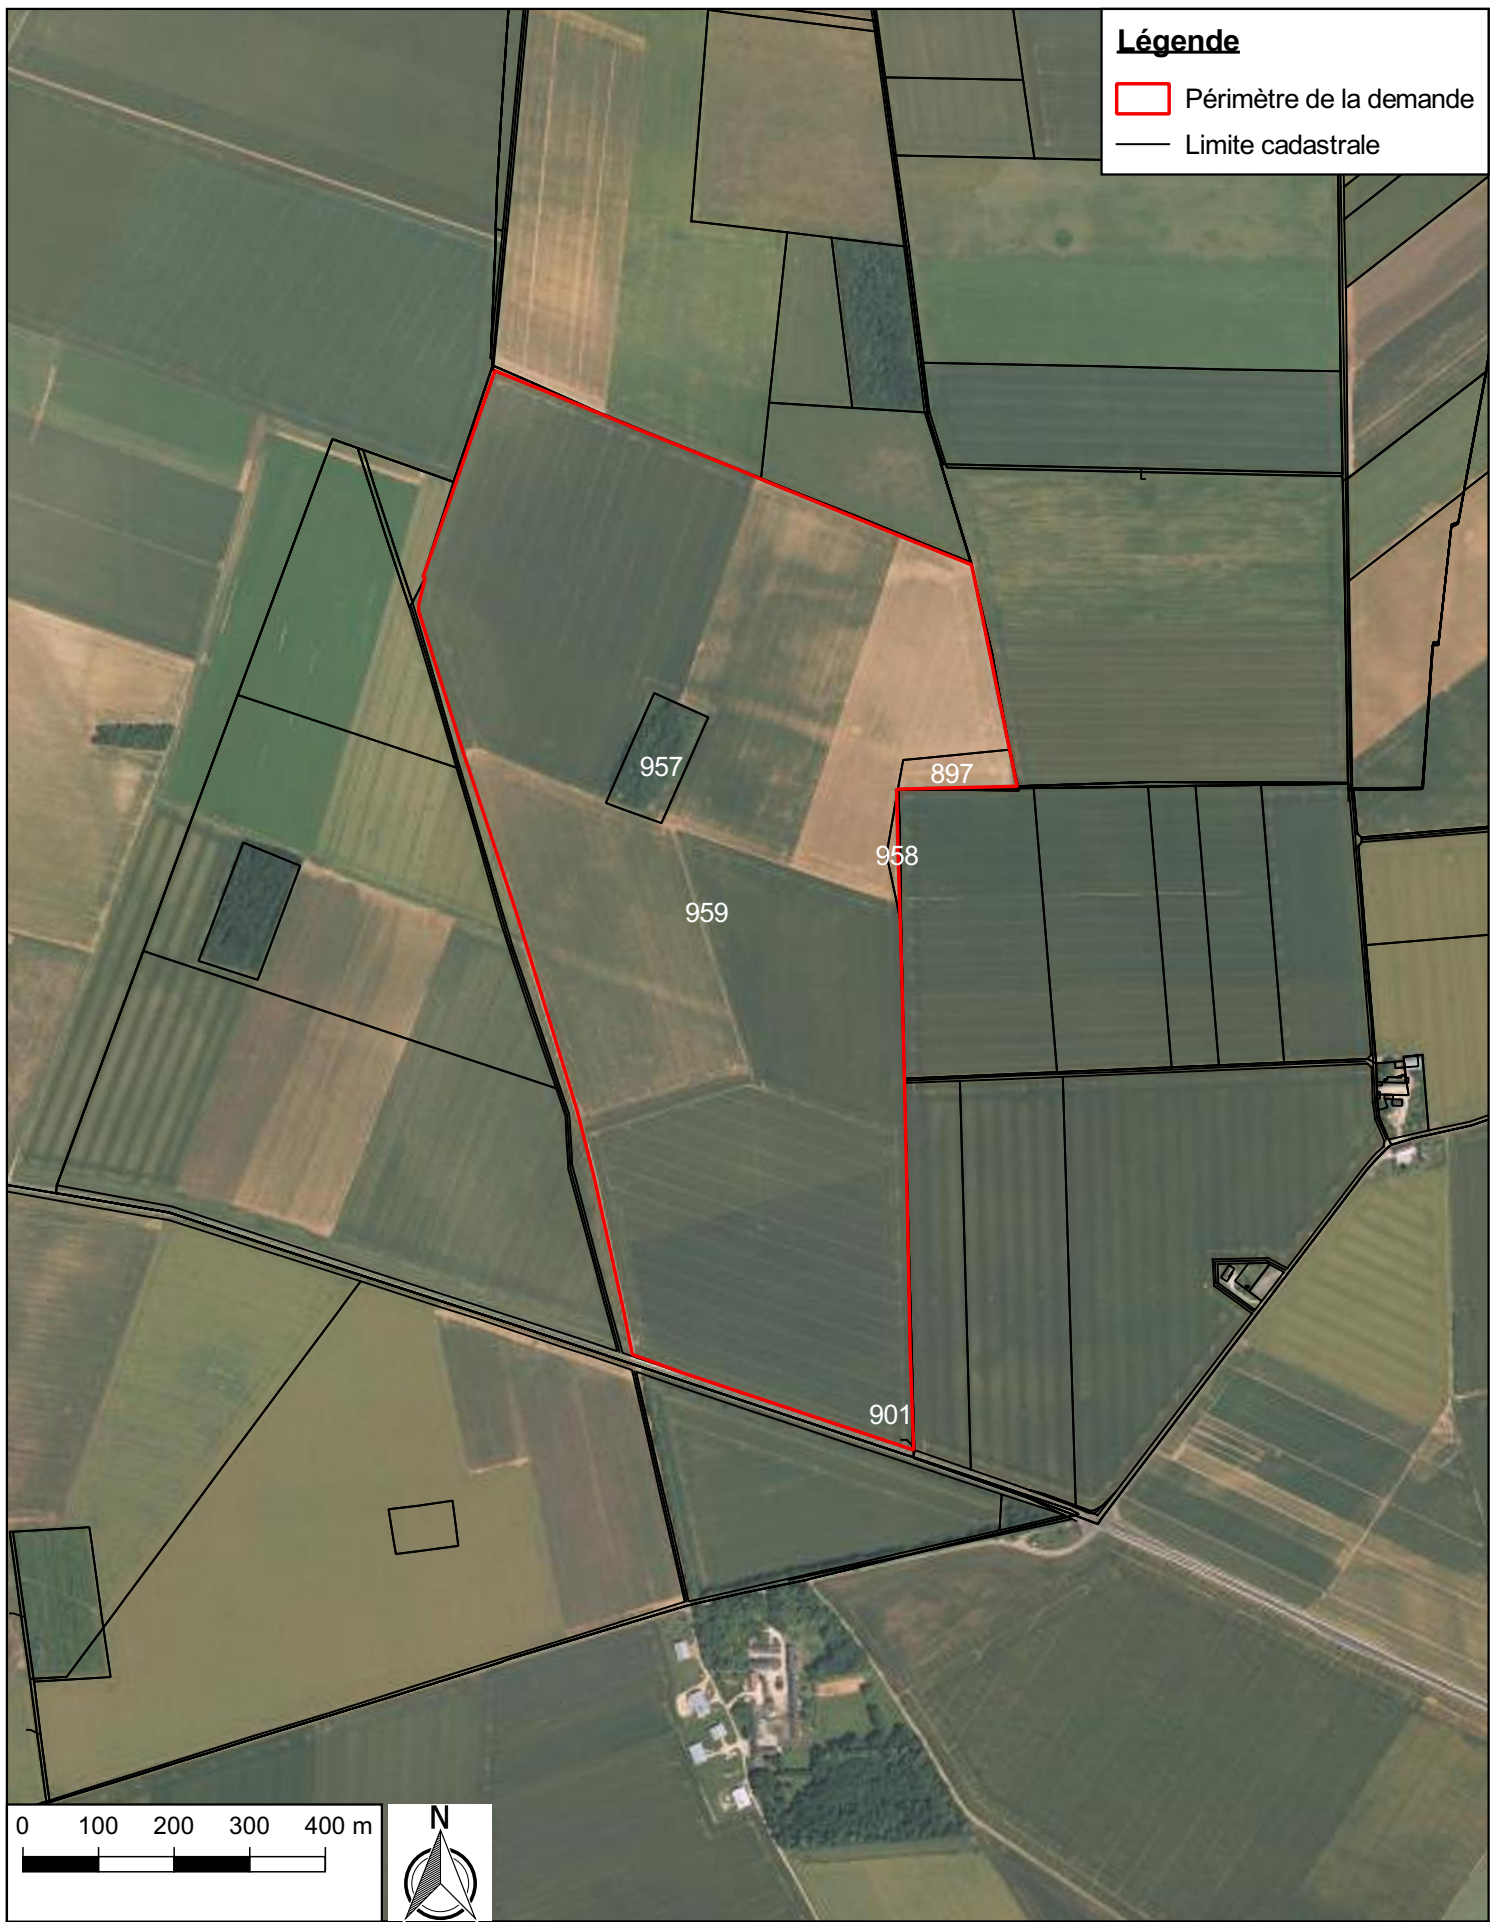 Légende
Périmètre de la demande
Limite cadastrale
957
897
958
959
901
0 100 200 300 400 m
N